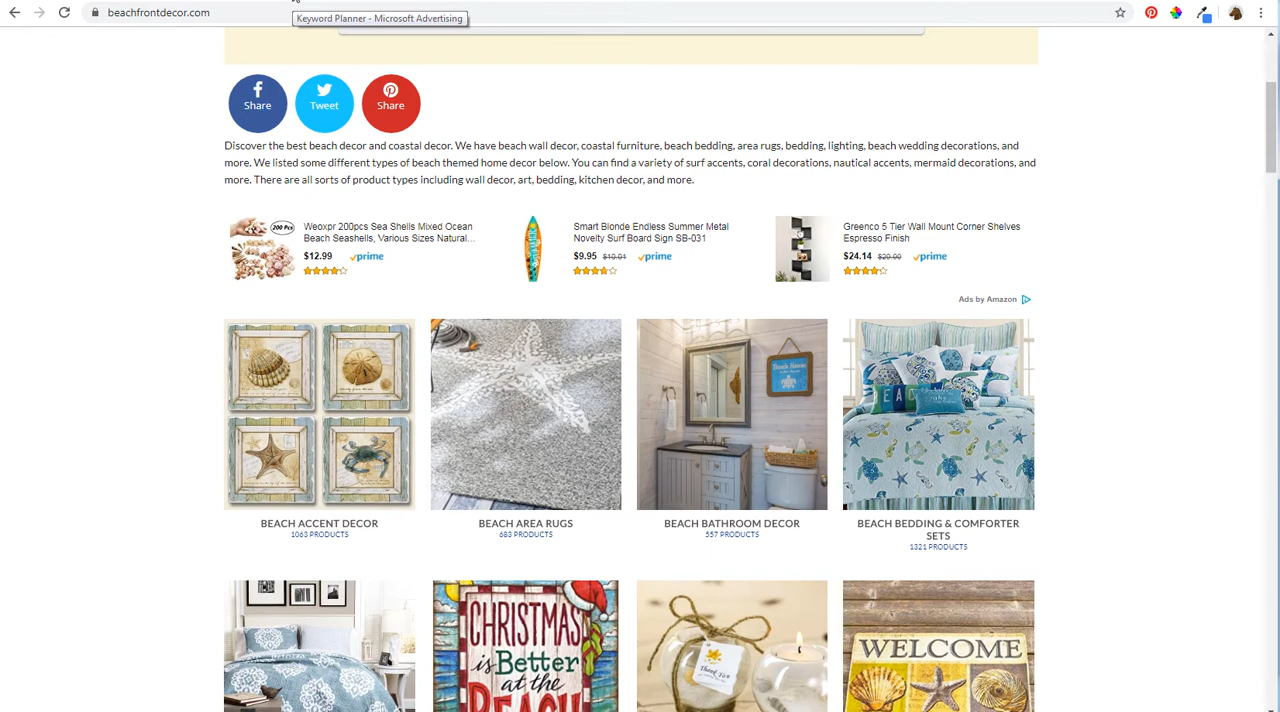 beachfrontdecor.com
Keyword Planner - Microsoft Advertising
Share
Tweet
Share
Discover the best beach decor and coastal decor. We have beach wall decor, coastal furniture, beach bedding, area rugs, bedding, lighting, beach wedding decorations, and
more. We listed some different types of beach themed home decor below. You can find a variety of surf accents, coral decorations, nautical accents, mermaid decorations, and
more. There are all sorts of product types including wall decor, art, bedding, kitchen decor, and more.
200 Pcs
Weoxpr 200pcs Sea Shells Mixed Ocean
Beach Seashells, Various Sizes Natural...
$12.99 prime
Smart Blonde Endless Summer Metal
Novelty Surf Board Sign SB-031
$9.95 prime
Greenco 5 Tier Wall Mount Corner Shelves
Espresso Finish
$24.14 prime
Ads by Amazon
BEACH ACCENT DECOR
1063 PRODUCTS
BEACH AREA RUGS
683 PRODUCTS
BEACH BATHROOM DECOR
557 PRODUCTS
BEACH BEDDING & COMFORTER
SETS
1321 PRODUCTS
CHRISTMAS
is Better
at the
BEACH
Thank You
WELCOME